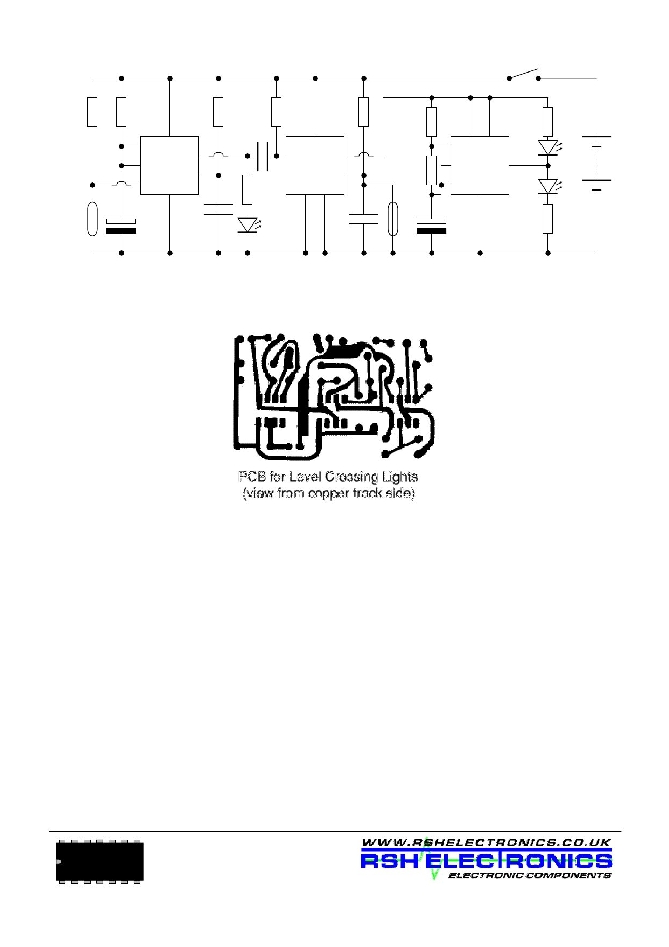 PCB for Level Crossing Lights
(view from copper track side)
WWW.RSHELECTRONICS.CO.UK
RSH ELECTRONICS
ELECTRONIC COMPONENTS